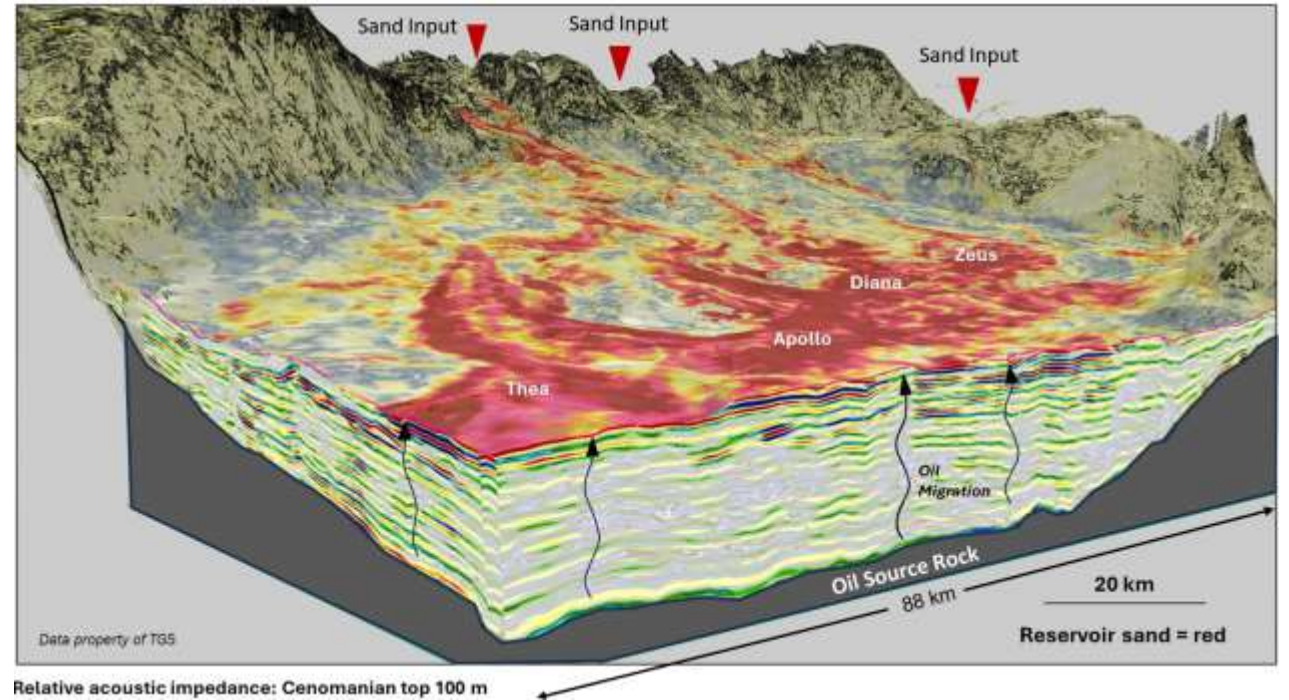 Sand Input
Sand Input
Sand Input
Zeus
Diana
Apollo
Thea
Oil
Migration
Oil Source Rock
88 km
20 km
Reservoir sand = red
Data property of TGS
Relative acoustic impedance: Cenomanian top 100 m